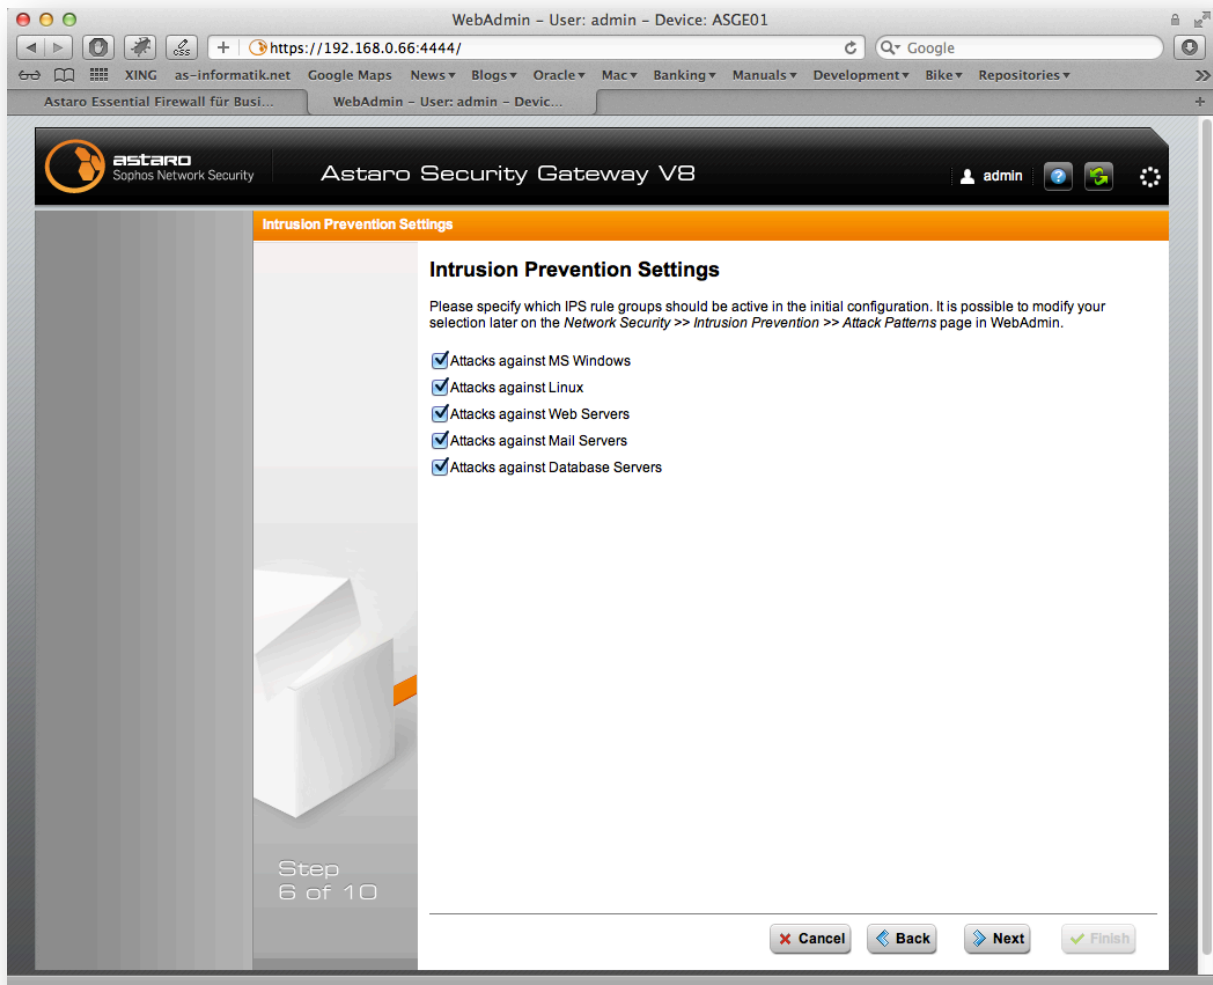 WebAdmin – User: admin – Device: ASGE01
css
+
https://192.168.0.66:4444/
Google
XING as-informatik.net Google Maps News▾ Blogs▾ Oracle▾ Mac▾ Banking▾ Manuals▾ Development▾ Bike▾ Repositories▾ >>
Astaro Essential Firewall für Busi...
WebAdmin – User: admin – Devic...
+
astaro
Sophos Network Security
Astaro Security Gateway V8
admin
?
Intrusion Prevention Settings
Intrusion Prevention Settings
Please specify which IPS rule groups should be active in the initial configuration. It is possible to modify your
selection later on the Network Security >> Intrusion Prevention >> Attack Patterns page in WebAdmin.
Attacks against MS Windows
Attacks against Linux
Attacks against Web Servers
Attacks against Mail Servers
Attacks against Database Servers
Step
6 of 10
Cancel
Back
Next
Finish